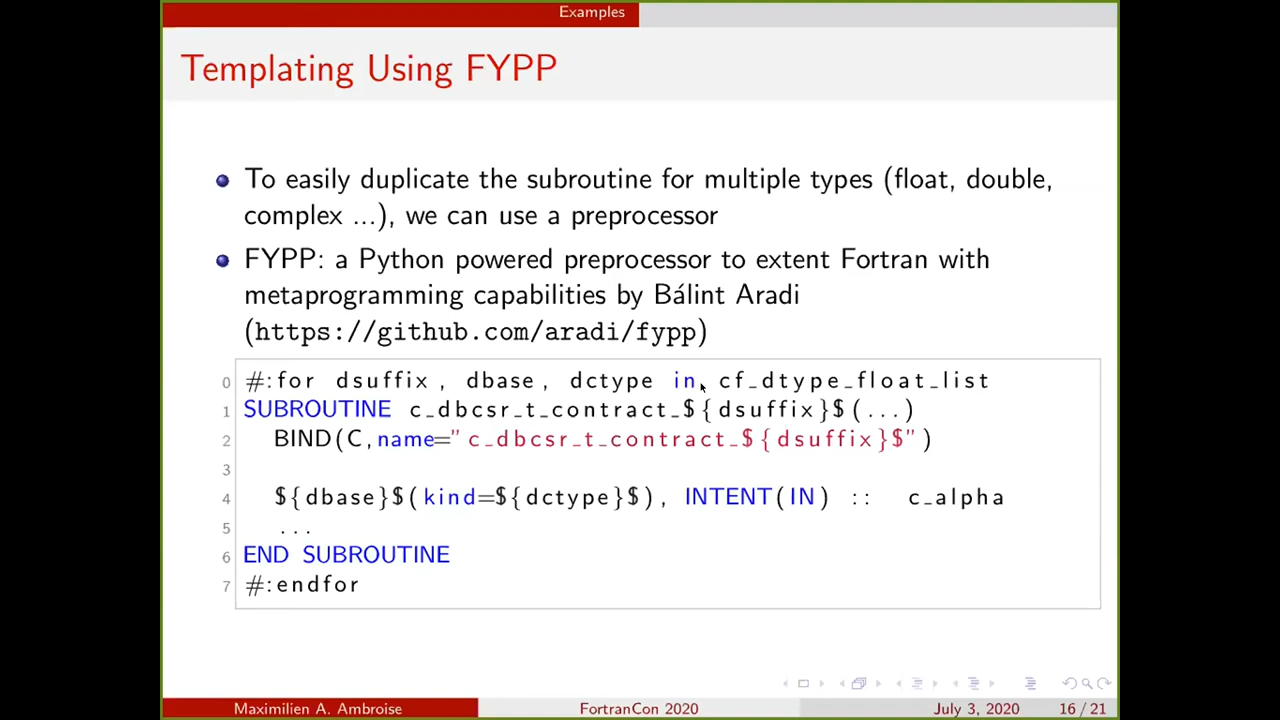 Examples
Templating Using FYPP
To easily duplicate the subroutine for multiple types (float, double,
complex ...), we can use a preprocessor
FYPP: a Python powered preprocessor to extent Fortran with
metaprogramming capabilities by Bálint Aradi
(https://github.com/aradi/fypp)
0 #:for dsuffix, dbase, dctype in cf_dtype_float_list
1 SUBROUTINE c_dbcsr_t_contract_${dsuffix}$(...)
2 BIND(C,name="c_dbcsr_t_contract_${dsuffix}$")
3
4 ${dbase}$(kind=${dctype}$), INTENT(IN) :: c_alpha
5 ...
6 END SUBROUTINE
7 #:endfor
Maximilien A. Ambroise FortranCon 2020 July 3, 2020 16 / 21